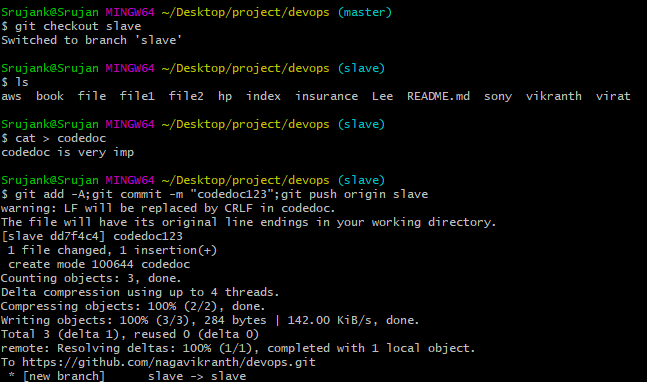 Srujank@Srujan MINGW64 ~/Desktop/project/devops (master)
$ git checkout slave
Switched to branch 'slave'
Srujank@Srujan MINGW64 ~/Desktop/project/devops (slave)
$ ls
aws  book  file  file1  file2  hp  index  insurance  Lee  README.md  sony  vikranth  virat
Srujank@Srujan MINGW64 ~/Desktop/project/devops (slave)
$ cat > codedoc
codedoc is very imp
Srujank@Srujan MINGW64 ~/Desktop/project/devops (slave)
$ git add -A;git commit -m "codedoc123";git push origin slave
warning: LF will be replaced by CRLF in codedoc.
The file will have its original line endings in your working directory.
[slave dd7f4c4] codedoc123
 1 file changed, 1 insertion(+)
 create mode 100644 codedoc
Counting objects: 3, done.
Delta compression using up to 4 threads.
Compressing objects: 100% (2/2), done.
Writing objects: 100% (3/3), 284 bytes | 142.00 KiB/s, done.
Total 3 (delta 1), reused 0 (delta 0)
remote: Resolving deltas: 100% (1/1), completed with 1 local object.
To https://github.com/nagavikranth/devops.git
 * [new branch]      slave -> slave